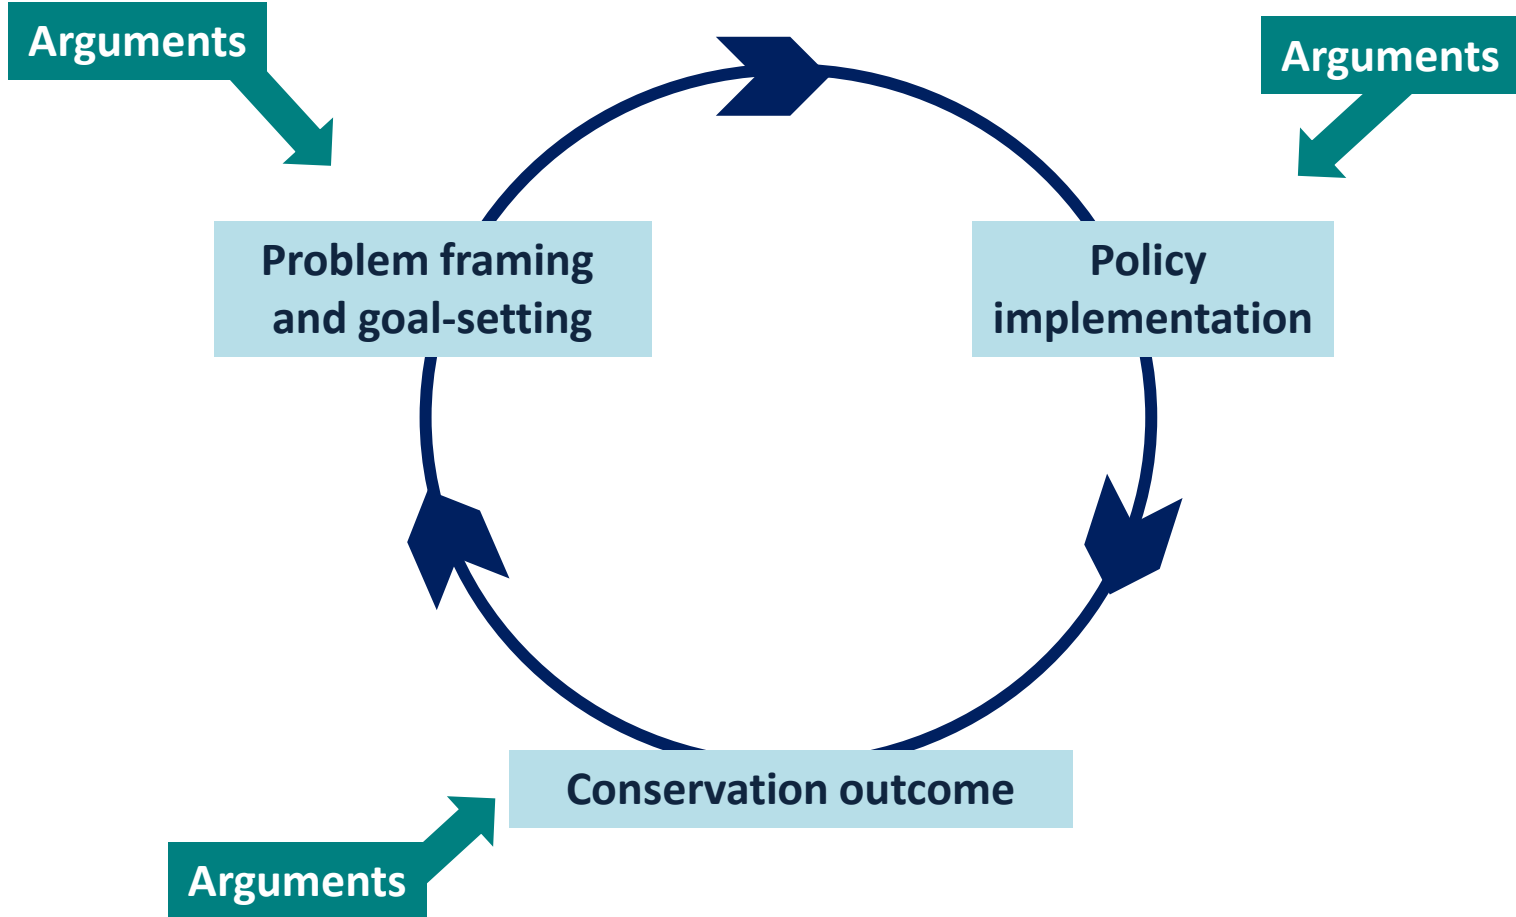 Arguments
Arguments
Problem framing
and goal-setting
Policy
implementation
Conservation outcome
Arguments